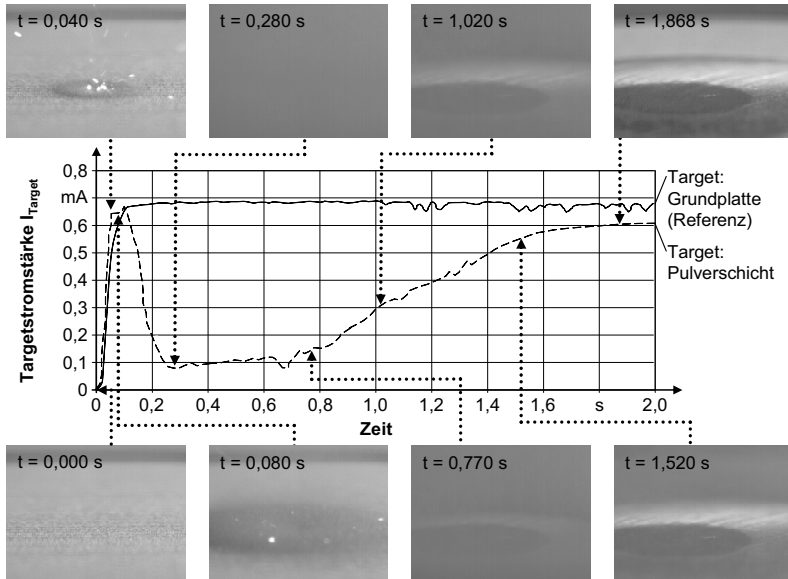 t = 0,040 s
t = 0,280 s
t = 1,020 s
t = 1,868 s
Targetstromstärke I_Target
0,8
mA
0,6
0,5
0,4
0,3
0,2
0,1
0
0 0,2 0,4 0,6 0,8 1,0 1,2 1,4 1,6 s 2,0
Zeit
Target:
Grundplatte
(Referenz)
Target:
Pulverschicht
t = 0,000 s
t = 0,080 s
t = 0,770 s
t = 1,520 s